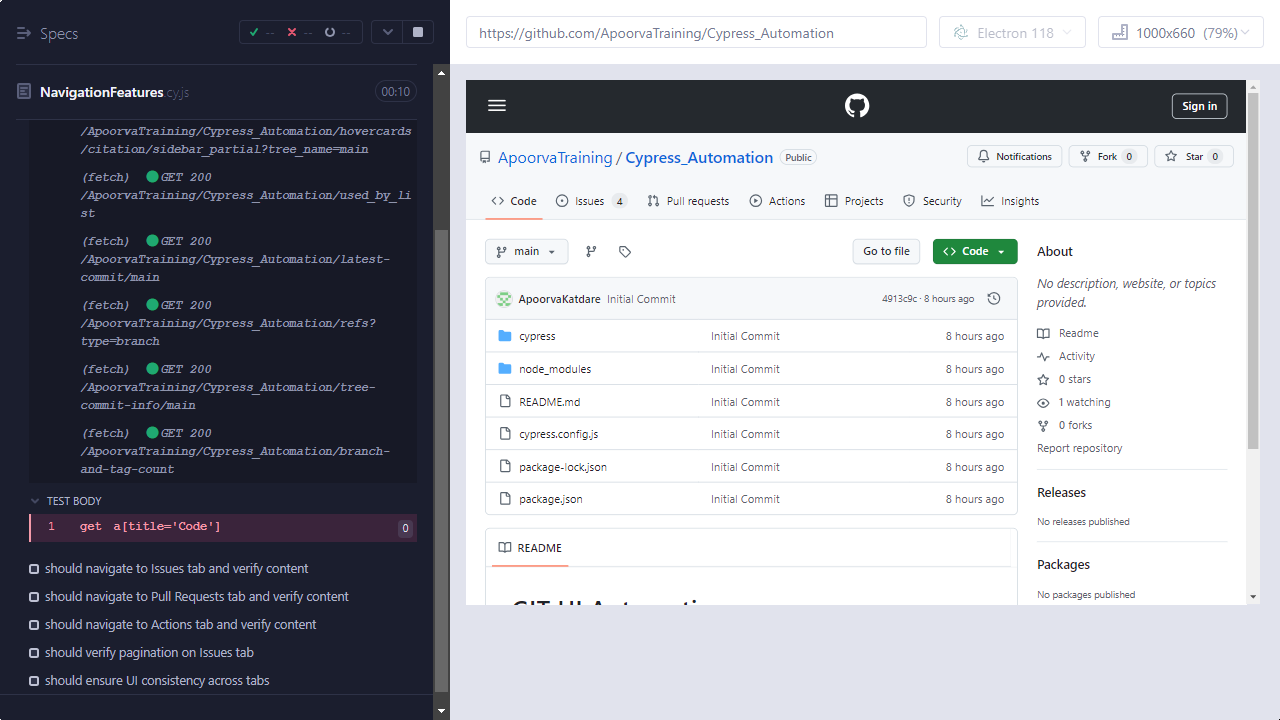 Specs
--
--
--
NavigationFeatures.cy.js
00:10
/ApoorvaTraining/Cypress_Automation/hovercards
/citation/sidebar_partial?tree_name=main
(fetch) GET 200
/ApoorvaTraining/Cypress_Automation/used_by_li
st
(fetch) GET 200
/ApoorvaTraining/Cypress_Automation/latest-
commit/main
(fetch) GET 200
/ApoorvaTraining/Cypress_Automation/refs?
type=branch
(fetch) GET 200
/ApoorvaTraining/Cypress_Automation/tree-
commit-info/main
(fetch) GET 200
/ApoorvaTraining/Cypress_Automation/branch-
and-tag-count
TEST BODY
1 get a[title='Code'] 0
should navigate to Issues tab and verify content
should navigate to Pull Requests tab and verify content
should navigate to Actions tab and verify content
should verify pagination on Issues tab
should ensure UI consistency across tabs
https://github.com/ApoorvaTraining/Cypress_Automation
Electron 118
1000x660 (79%)
Sign in
ApoorvaTraining / Cypress_Automation Public
Notifications
Fork 0
Star 0
Code
Issues 4
Pull requests
Actions
Projects
Security
Insights
main
Go to file
Code
ApoorvaKatdare Initial Commit 4913c9c · 8 hours ago
cypress Initial Commit 8 hours ago
node_modules Initial Commit 8 hours ago
README.md Initial Commit 8 hours ago
cypress.config.js Initial Commit 8 hours ago
package-lock.json Initial Commit 8 hours ago
package.json Initial Commit 8 hours ago
README
GIT UI Automation
About
No description, website, or topics
provided.
Readme
Activity
0 stars
1 watching
0 forks
Report repository
Releases
No releases published
Packages
No packages published